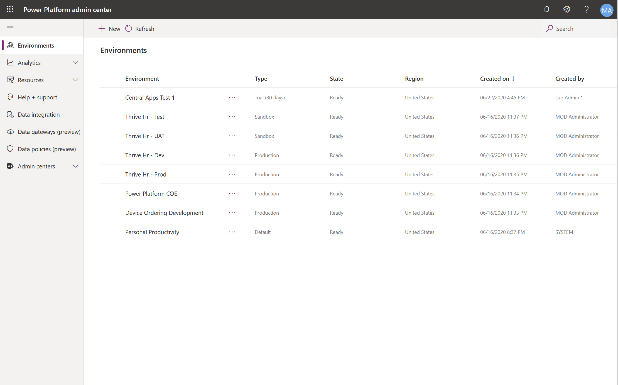 Power Platform admin center
?
MA
+ New Refresh
Search
Environments
Analytics
Resources
Help + support
Data integration
Data gateways (preview)
Data policies (preview)
Admin centers
Environments
Environment Type State Region Created on Created by
Central Apps Test 1 ··· Ready United States
Thrive Hr - Test ··· Sandbox Ready United States MOD Administrator
Thrive Hr - UAT ··· Sandbox Ready United States MOD Administrator
Thrive Hr - Dev ··· Production Ready United States MOD Administrator
Thrive Hr - Prod ··· Production Ready United States MOD Administrator
Power Platform COE ··· Production Ready United States MOD Administrator
Device Ordering Development ··· Production Ready United States MOD Administrator
Personal Productivity ··· Default Ready United States SYSTEM